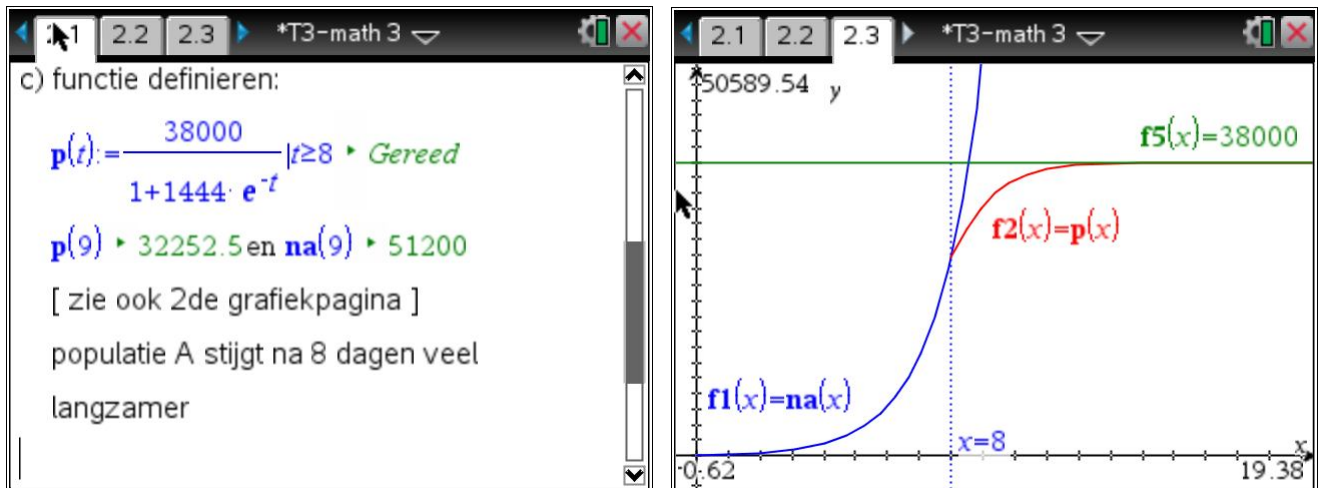 2.2 2.3 *T3-math 3
c) functie definieren:
p(t):=38000/(1+1444· e^-t)|t≥8 ▸ Gereed
p(9) ▸ 32252.5 en na(9) ▸ 51200
[ zie ook 2de grafiekpagina ]
populatie A stijgt na 8 dagen veel
langzamer
2.1 2.2 2.3 *T3-math 3
50589.54 y
f5(x)=38000
f2(x)=p(x)
f1(x)=na(x)
x=8
x
-0.62 19.38